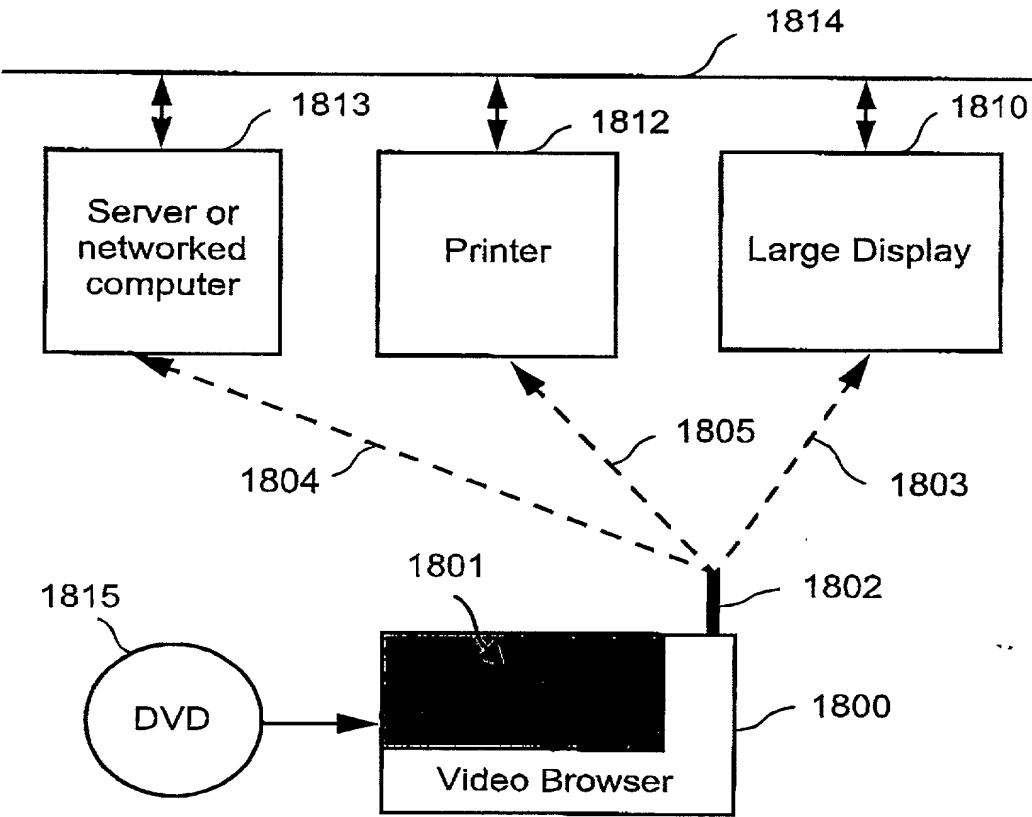 1814
1813
1812
1810
Server or
networked
computer
Printer
Large Display
1805
1804
1803
1801
1802
1815
DVD
1800
Video Browser